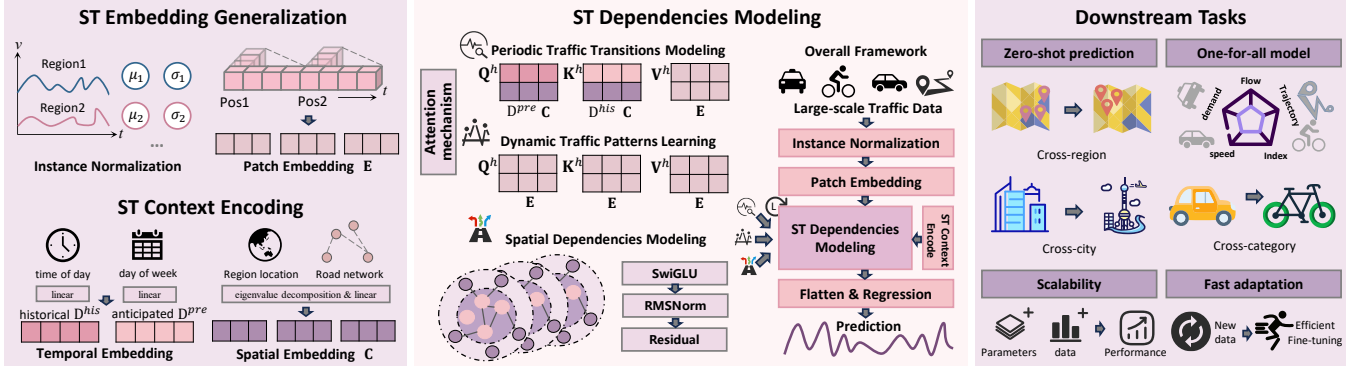 ST Embedding Generalization
v
Region1
Region2
t
μ1
σ1
μ2
σ2
...
Instance Normalization
Pos1
Pos2
t
Patch Embedding E
ST Context Encoding
time of day
day of week
Region location
Road network
linear
linear
eigenvalue decomposition & linear
historical D^his
anticipated D^pre
Temporal Embedding
Spatial Embedding C
ST Dependencies Modeling
Attention mechanism
Periodic Traffic Transitions Modeling
Q^h
K^h
V^h
D^pre C
D^his C
E
Dynamic Traffic Patterns Learning
Q^h
K^h
V^h
E
E
E
Spatial Dependencies Modeling
SwiGLU
RMSNorm
Residual
Overall Framework
Large-scale Traffic Data
Instance Normalization
Patch Embedding
L
ST Dependencies
Modeling
ST Context
Encode
Flatten & Regression
Prediction
Downstream Tasks
Zero-shot prediction
Cross-region
Cross-city
One-for-all model
Flow
demand
Trajectory
speed
Index
Cross-category
Scalability
Parameters
data
Performance
Fast adaptation
New
data
Efficient
Fine-tuning